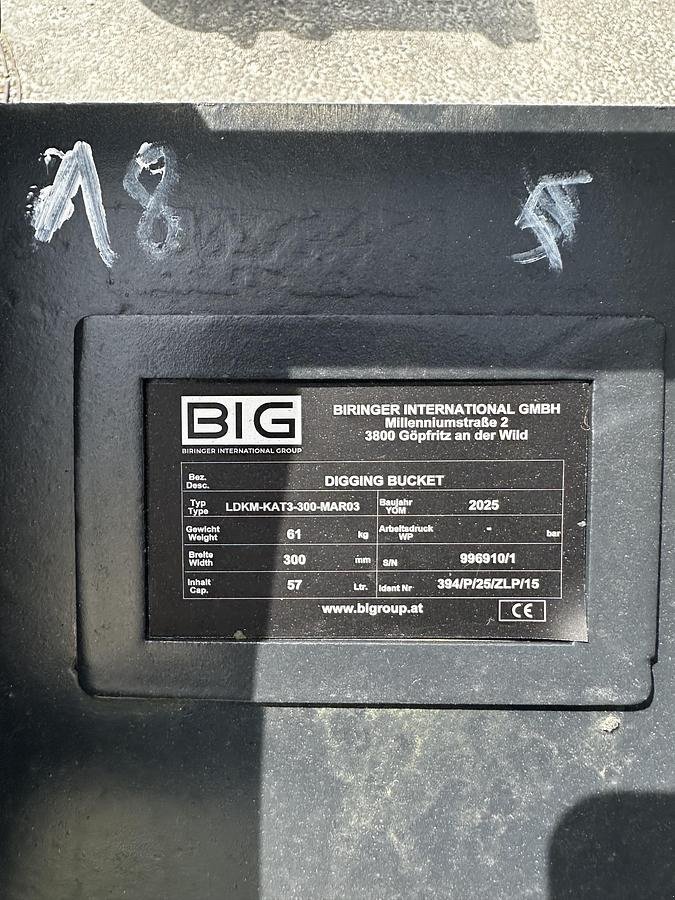 18 5
BIG
BIRINGER INTERNATIONAL GROUP
BIRINGER INTERNATIONAL GMBH
Millenniumstraße 2
3800 Göpfritz an der Wild
Bez.
Desc.
DIGGING BUCKET
Typ
Type
LDKM-KAT3-300-MAR03
Baujahr
YOM
2025
Gewicht
Weight
61 kg
Arbeitsdruck
WP
- bar
Breite
Width
300 mm
S/N 996910/1
Inhalt
Cap.
57 Ltr.
Ident Nr 394/P/25/ZLP/15
www.bigroup.at
CE